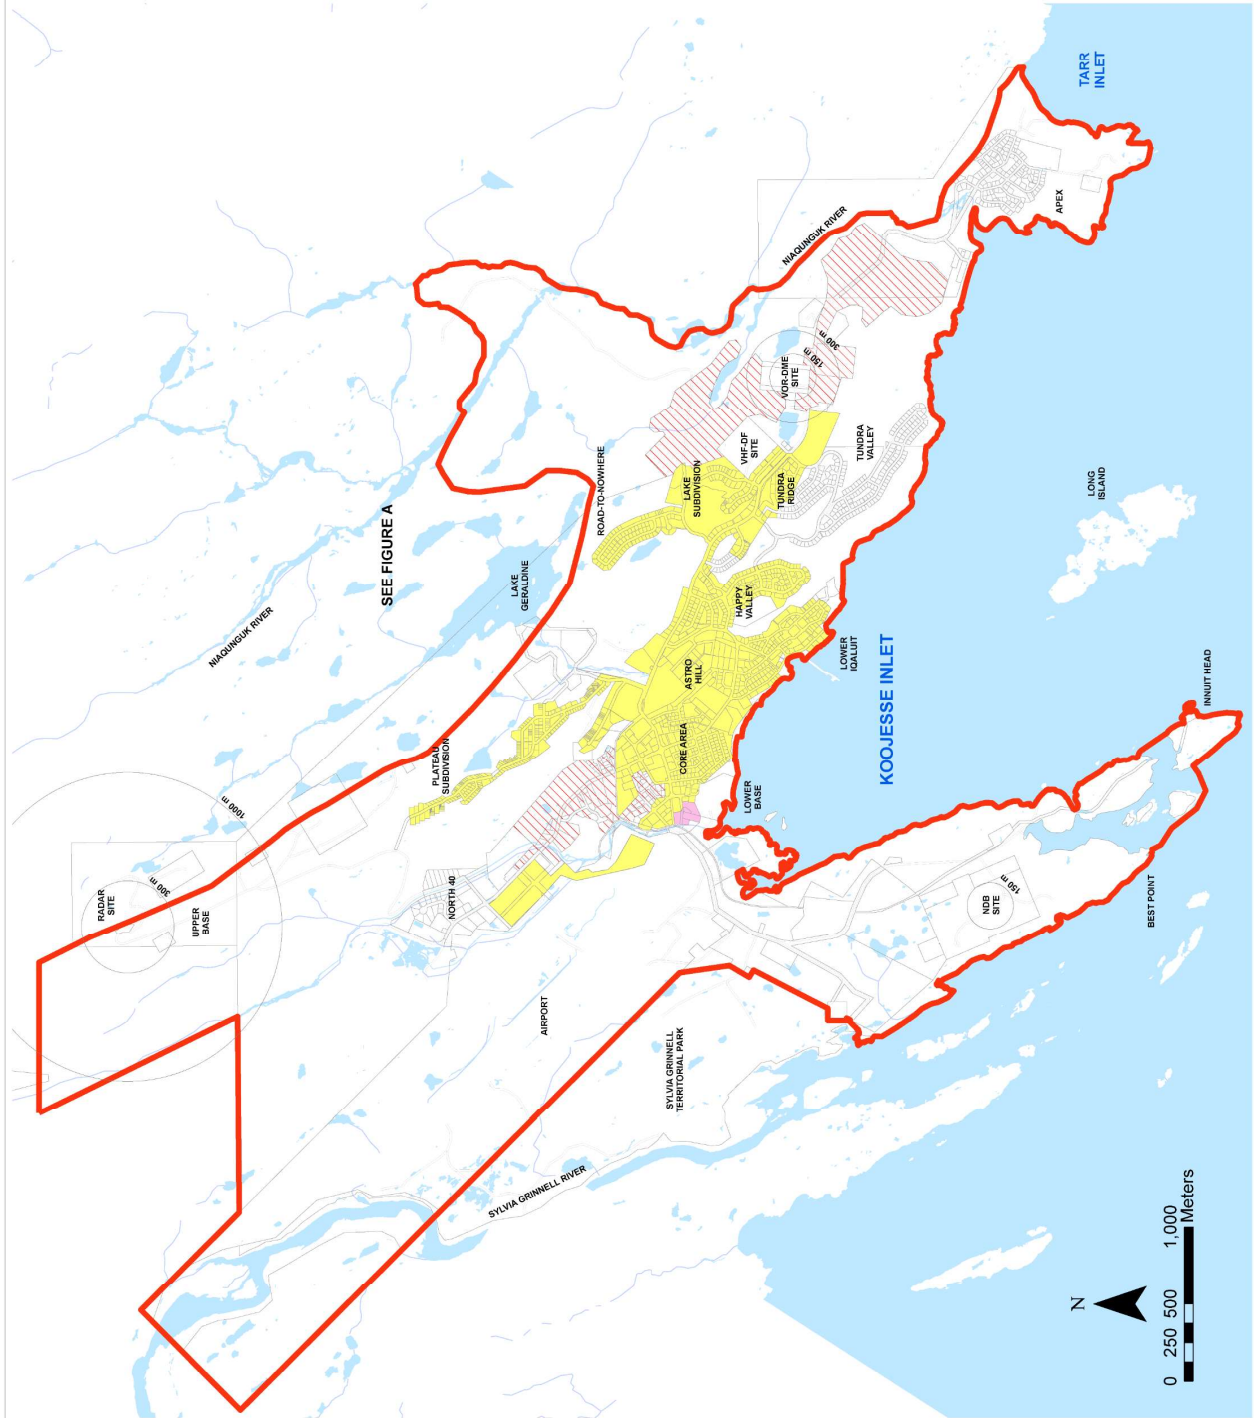 TARR
INLET
NIAQUNGUK RIVER
APEX
SEE FIGURE A
NIAQUNGUK RIVER
LAKE
GERALDINE
ROAD-TO-NOWHERE
VHF-DF
SITE
VOR-DME
SITE
150 m
300 m
LAKE
SUBDIVISION
TUNDRA
RIDGE
TUNDRA
VALLEY
LONG
ISLAND
HAPPY
VALLEY
ASTRO
HILL
LOWER
IQALUIT
KOOJESSE INLET
PLATEAU
SUBDIVISION
CORE AREA
LOWER
BASE
INNUIT HEAD
1000 m
RADAR
SITE
300 m
UPPER
BASE
NORTH 40
NDB
SITE
150 m
BEST POINT
AIRPORT
SYLVIA GRINNELL
TERRITORIAL PARK
SYLVIA GRINNELL RIVER
N
0 250 500 1,000
Meters